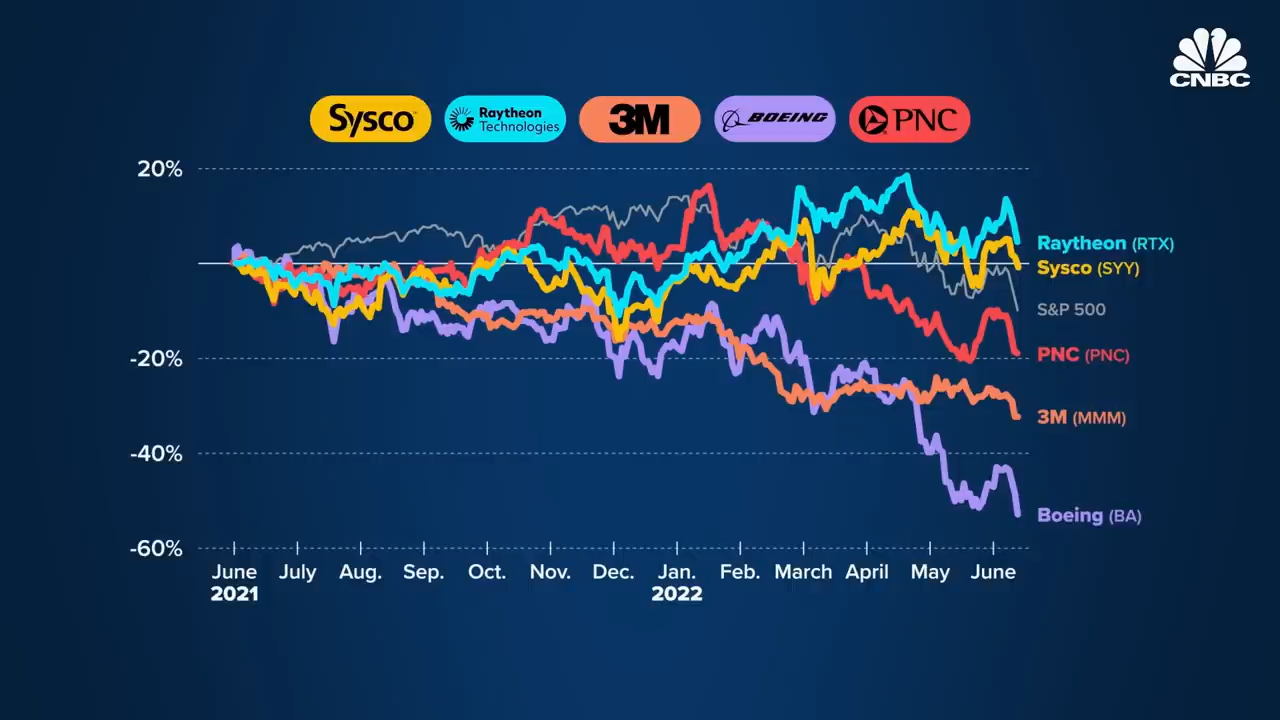 CNBC
Sysco
Raytheon
Technologies
3M
BOEING
PNC
20%
-20%
-40%
-60%
Raytheon (RTX)
Sysco (SYY)
S&P 500
PNC (PNC)
3M (MMM)
Boeing (BA)
June July Aug. Sep. Oct. Nov. Dec. Jan. Feb. March April May June
2021 2022